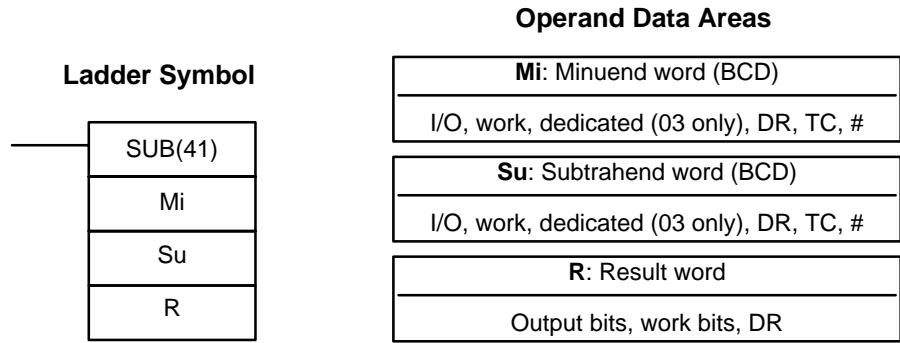 Ladder Symbol
SUB(41)
Mi
Su
R
Operand Data Areas
Mi: Minuend word (BCD)
I/O, work, dedicated (03 only), DR, TC, #
Su: Subtrahend word (BCD)
I/O, work, dedicated (03 only), DR, TC, #
R: Result word
Output bits, work bits, DR